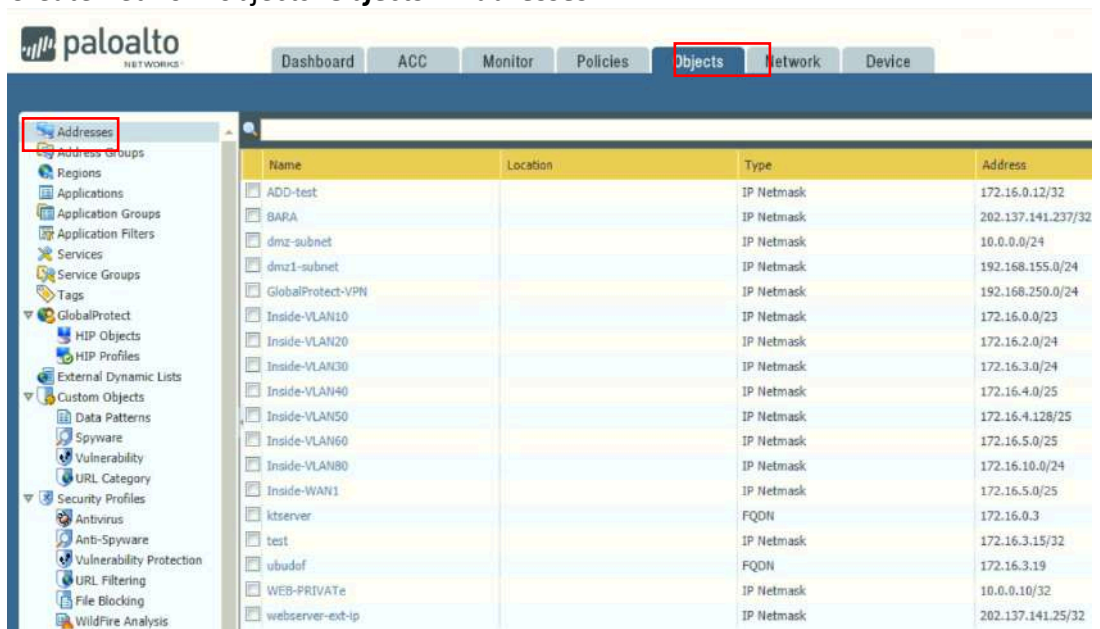 paloalto
NETWORKS
Dashboard ACC Monitor Policies Objects Network Device
Addresses
Address Groups
Regions
Applications
Application Groups
Application Filters
Services
Service Groups
Tags
GlobalProtect
HIP Objects
HIP Profiles
External Dynamic Lists
Custom Objects
Data Patterns
Spyware
Vulnerability
URL Category
Security Profiles
Antivirus
Anti-Spyware
Vulnerability Protection
URL Filtering
File Blocking
WildFire Analysis
Name Location Type Address
ADD-test IP Netmask 172.16.0.12/32
BARA IP Netmask 202.137.141.237/32
dmz-subnet IP Netmask 10.0.0.0/24
dmz1-subnet IP Netmask 192.168.155.0/24
GlobalProtect-VPN IP Netmask 192.168.250.0/24
Inside-VLAN10 IP Netmask 172.16.0.0/23
Inside-VLAN20 IP Netmask 172.16.2.0/24
Inside-VLAN30 IP Netmask 172.16.3.0/24
Inside-VLAN40 IP Netmask 172.16.4.0/25
Inside-VLAN50 IP Netmask 172.16.4.128/25
Inside-VLAN60 IP Netmask 172.16.5.0/25
Inside-VLAN80 IP Netmask 172.16.10.0/24
Inside-WAN1 IP Netmask 172.16.5.0/25
ktserver FQDN 172.16.0.3
test IP Netmask 172.16.3.15/32
ubudof FQDN 172.16.3.19
WEB-PRIVATe IP Netmask 10.0.0.10/32
webserver-ext-ip IP Netmask 202.137.141.25/32